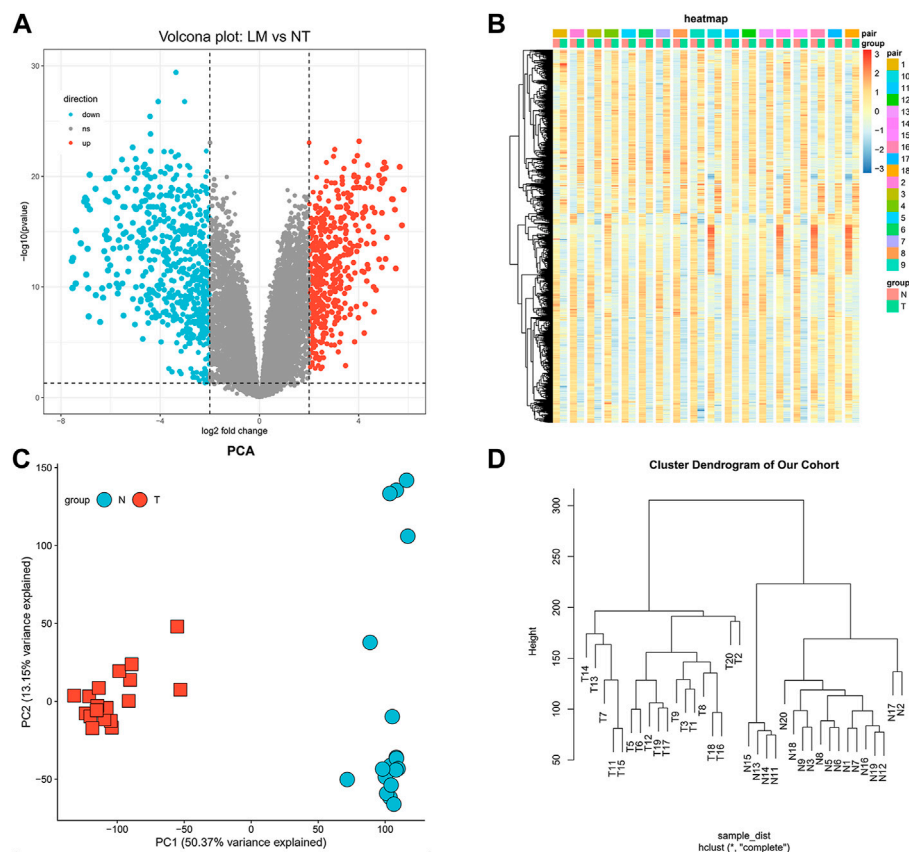 A
Volcona plot: LM vs NT
30
20
10
0
−log10(pvalue)
direction
down
ns
up
−8
−4
0
4
log2 fold change
B
heatmap
pair
group
3
2
1
0
−1
−2
−3
pair
1
10
11
12
13
14
15
16
17
18
2
3
4
5
6
7
8
9
group
N
T
C
PCA
150
100
50
0
−50
PC2 (13.15% variance explained)
group
N
T
−100
−50
0
50
100
PC1 (50.37% variance explained)
D
Cluster Dendrogram of Our Cohort
300
250
200
150
100
50
Height
T14
T13
T7
T11
T15
T5
T6
T12
T19
T17
T9
T3
T1
T8
T18
T16
T20
T2
N15
N13
N14
N11
N20
N18
N9
N3
N8
N5
N6
N1
N7
N16
N19
N12
N17
N2
sample_dist
hclust (*, "complete")